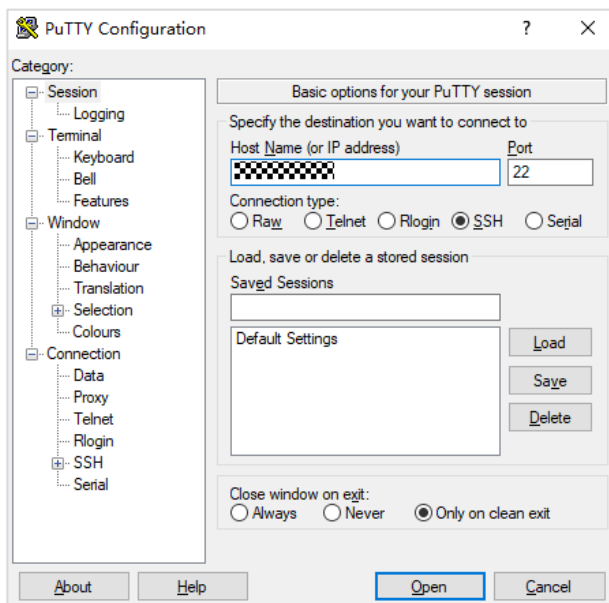 PuTTY Configuration ? ×
Category:
Session
Logging
Terminal
Keyboard
Bell
Features
Window
Appearance
Behaviour
Translation
Selection
Colours
Connection
Data
Proxy
Telnet
Rlogin
SSH
Serial
Basic options for your PuTTY session
Specify the destination you want to connect to
Host Name (or IP address) Port
22
Connection type:
Raw Telnet Rlogin SSH Serial
Load, save or delete a stored session
Saved Sessions
Default Settings
Load
Save
Delete
Close window on exit:
Always Never Only on clean exit
About Help Open Cancel